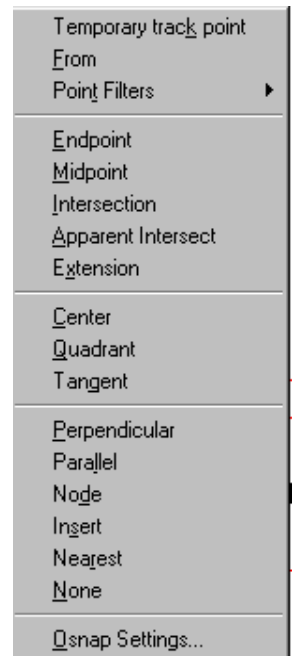 Temporary track point
From
Point Filters
Endpoint
Midpoint
Intersection
Apparent Intersect
Extension
Center
Quadrant
Tangent
Perpendicular
Parallel
Node
Insert
Nearest
None
Osnap Settings...